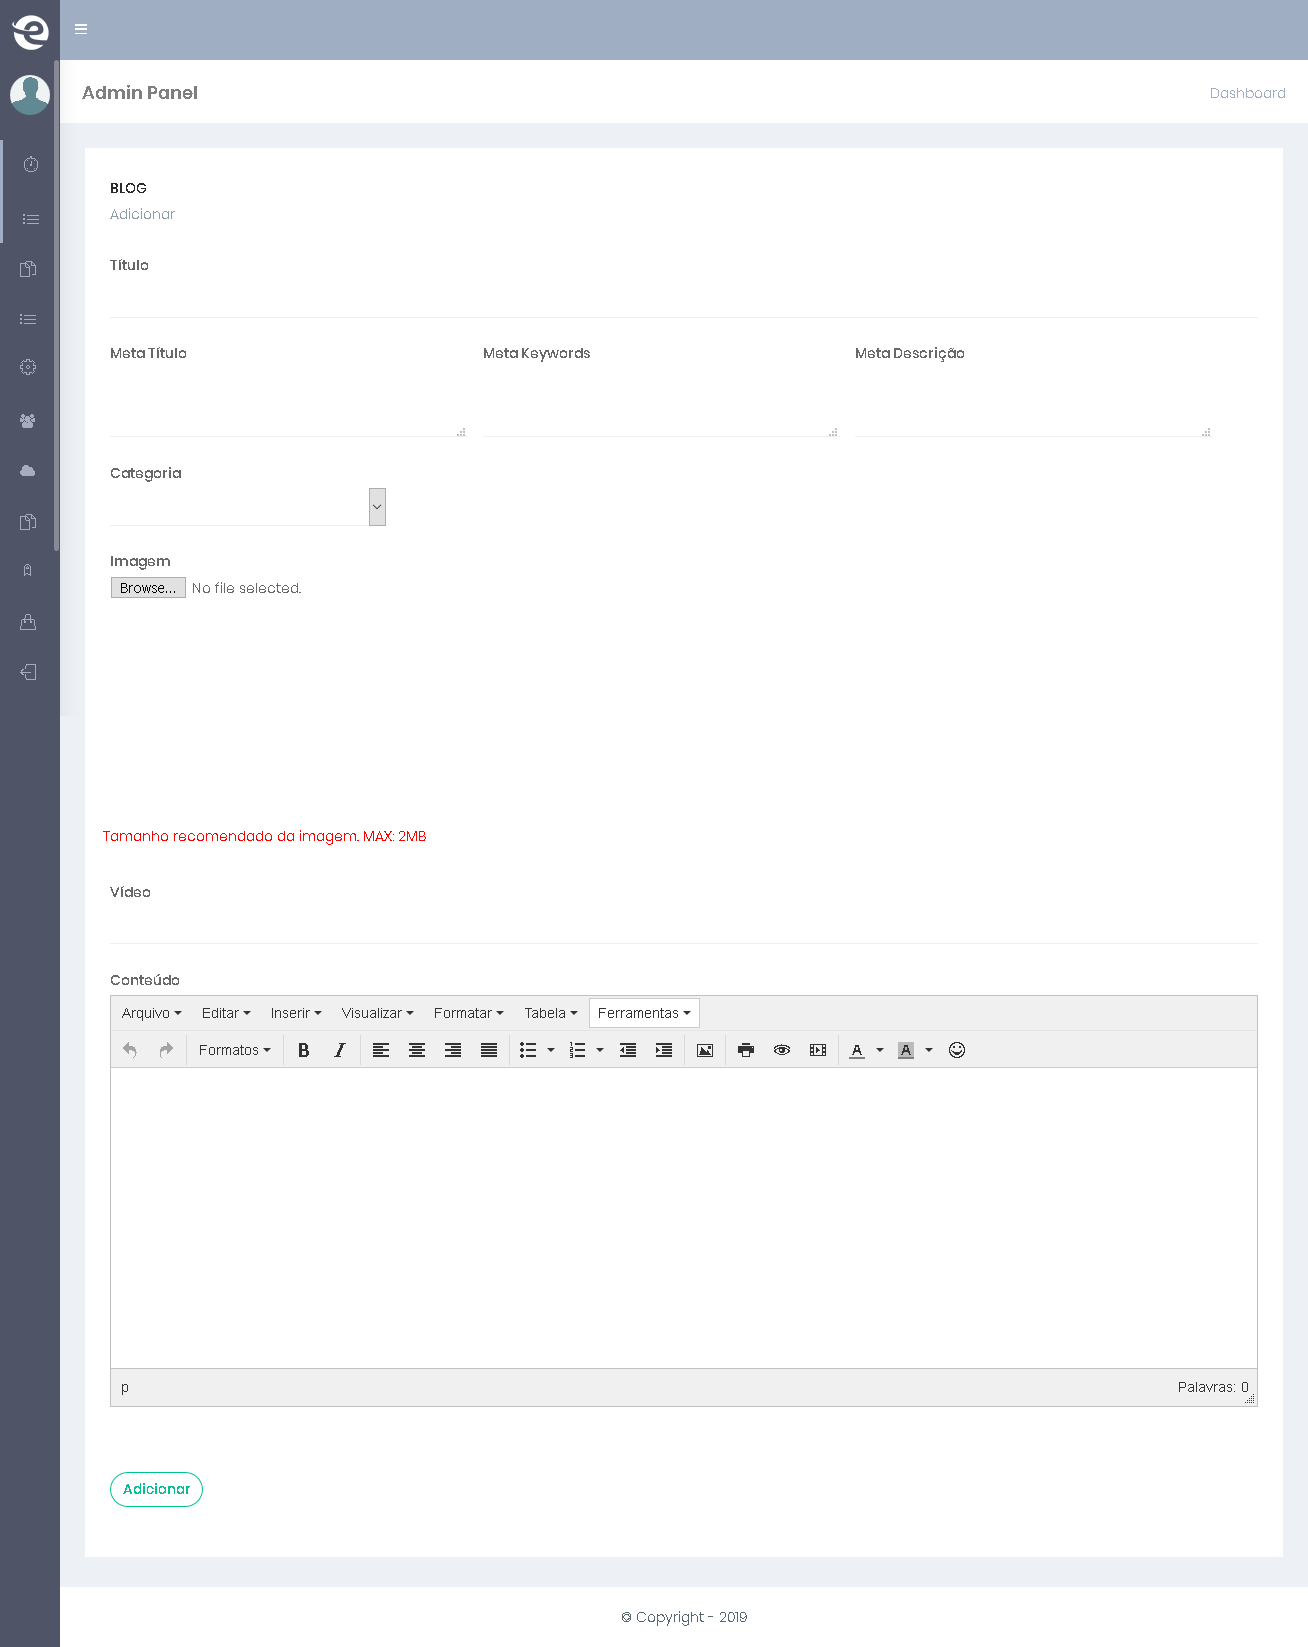 Admin Panel
Dashboard
BLOG
Adicionar
Título
Meta Título
Meta Keywords
Meta Descrição
Categoria
Imagem
Browse... No file selected.
Tamanho recomendado da imagem. MAX: 2MB
Vídeo
Conteúdo
Arquivo Editar Inserir Visualizar Formatar Tabela Ferramentas
Formatos B I A A
p
Palavras: 0
Adicionar
© Copyright - 2019